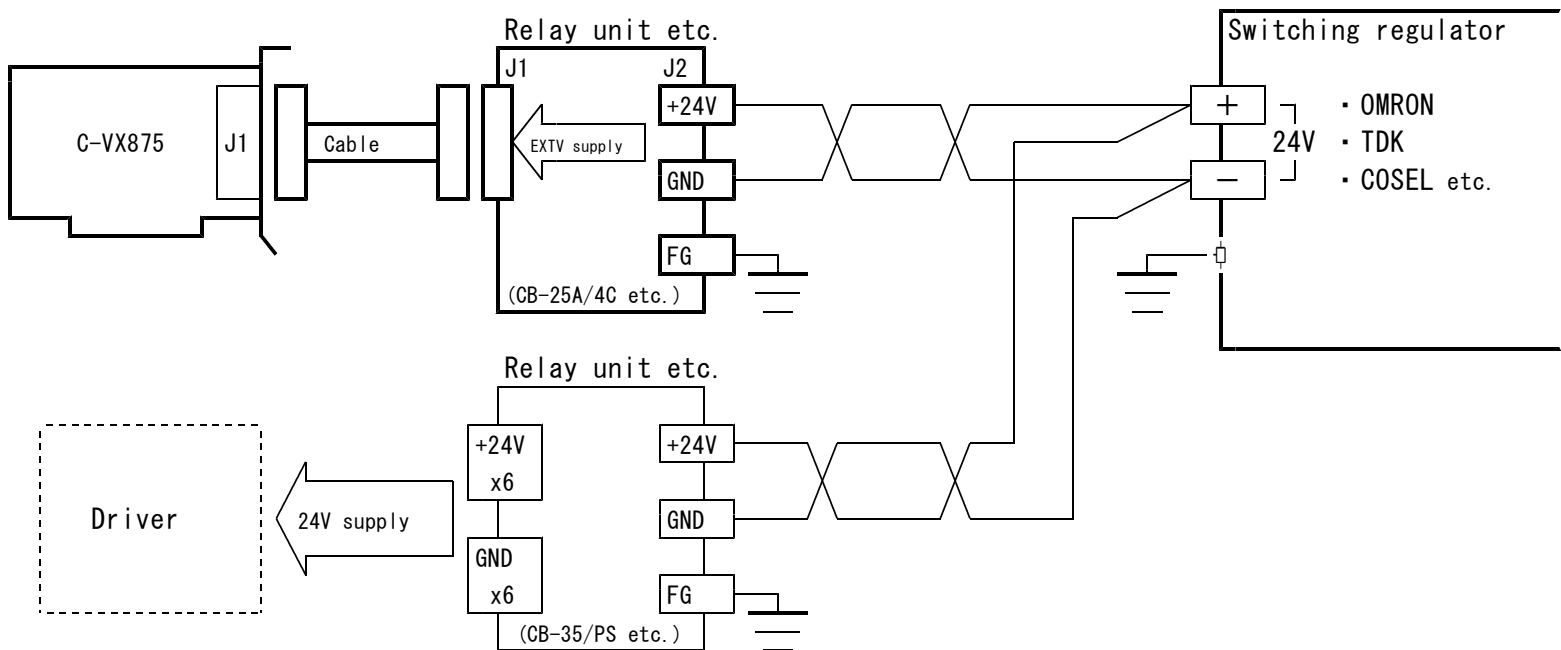 Relay unit etc.
Switching regulator
J1
J2
C-VX875
J1
Cable
EXTV supply
+24V
GND
FG
(CB-25A/4C etc.)
+
−
24V
・OMRON
・TDK
・COSEL etc.
Relay unit etc.
Driver
24V supply
+24V
x6
GND
x6
+24V
GND
FG
(CB-35/PS etc.)